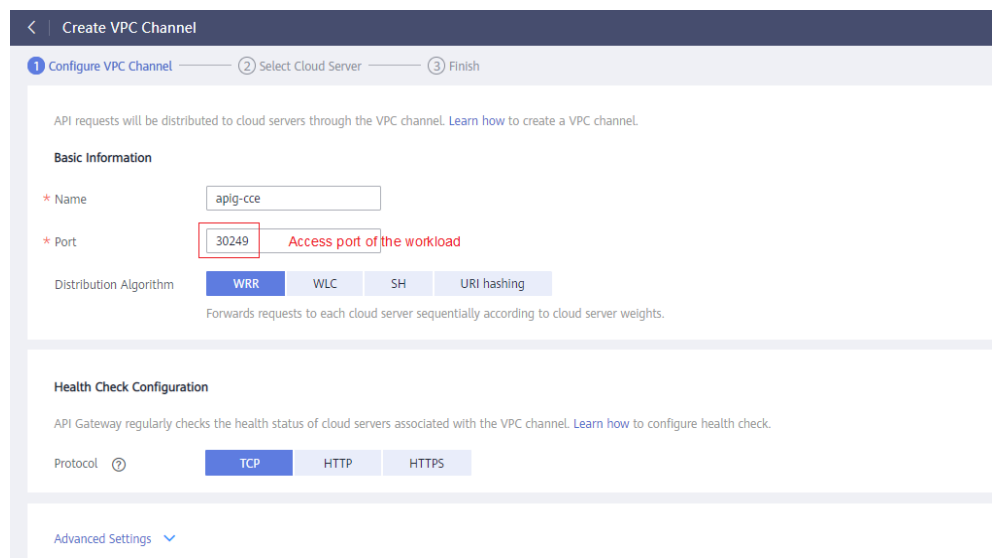 Create VPC Channel
1 Configure VPC Channel 2 Select Cloud Server 3 Finish
API requests will be distributed to cloud servers through the VPC channel. Learn how to create a VPC channel.
Basic Information
* Name apig-cce
* Port 30249 Access port of the workload
Distribution Algorithm WRR WLC SH URI hashing
Forwards requests to each cloud server sequentially according to cloud server weights.
Health Check Configuration
API Gateway regularly checks the health status of cloud servers associated with the VPC channel. Learn how to configure health check.
Protocol ? TCP HTTP HTTPS
Advanced Settings